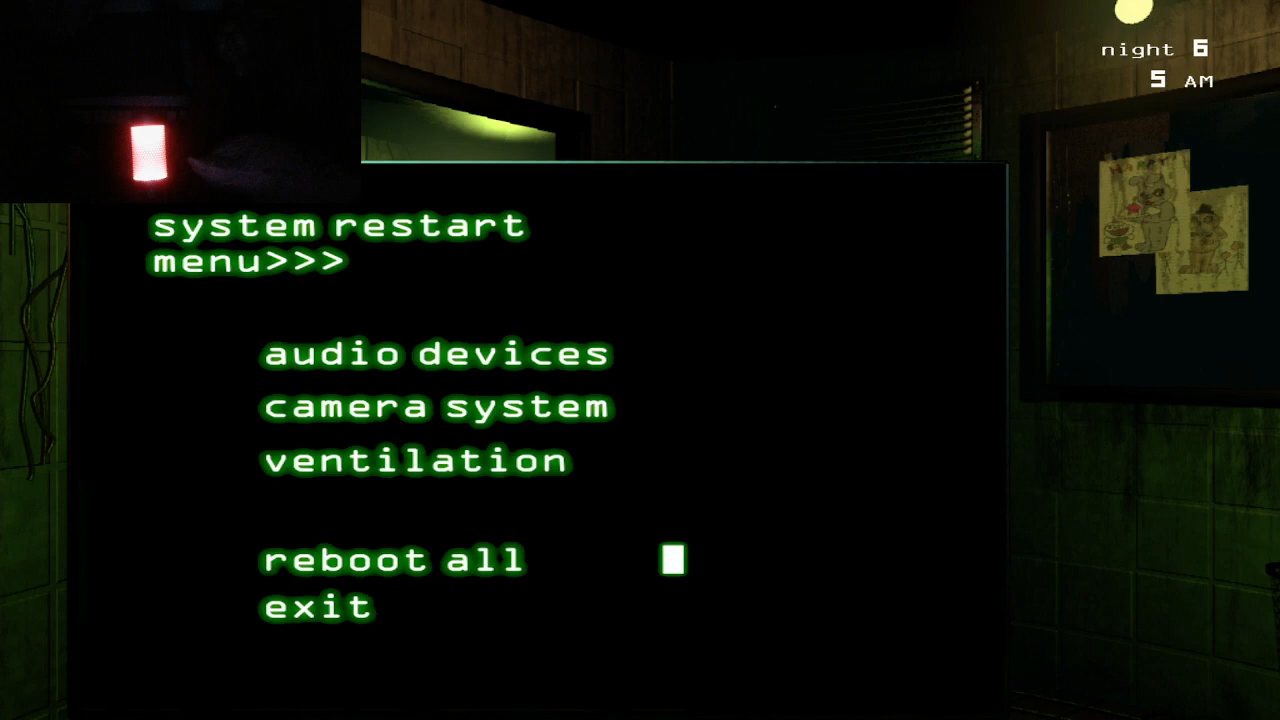 night 6
5 AM
system restart
menu>>>
audio devices
camera system
ventilation
reboot all
exit